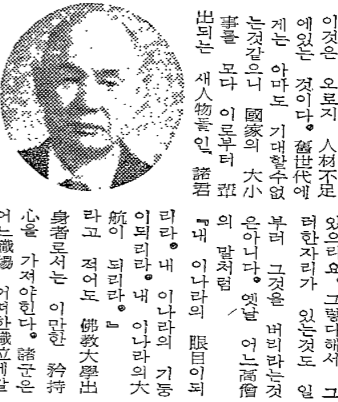 이것은 오로지 人材不足
에있는 것이다。舊世代에
게는 아마도 기대할수없
는것같으니 國家의 大小
事를 모다 이로부터 輩
出되는 새人物들인、諸君
있으랴요。그렇다해서 그
러한자리가 있는것도 일
부러 그것을 버리라는것
은아니다。옛날 어느高僧
의 말처럼
『내 이나라의 眼目이되
리라。내 이나라의 기둥
이되리라。내 이나라의大
航이 되리라。』
라고 적어도 佛敎大學出
身者로서는 이만한 矜持
心을 가져야한다。諸君은
어느職場 어떠한職位에갈